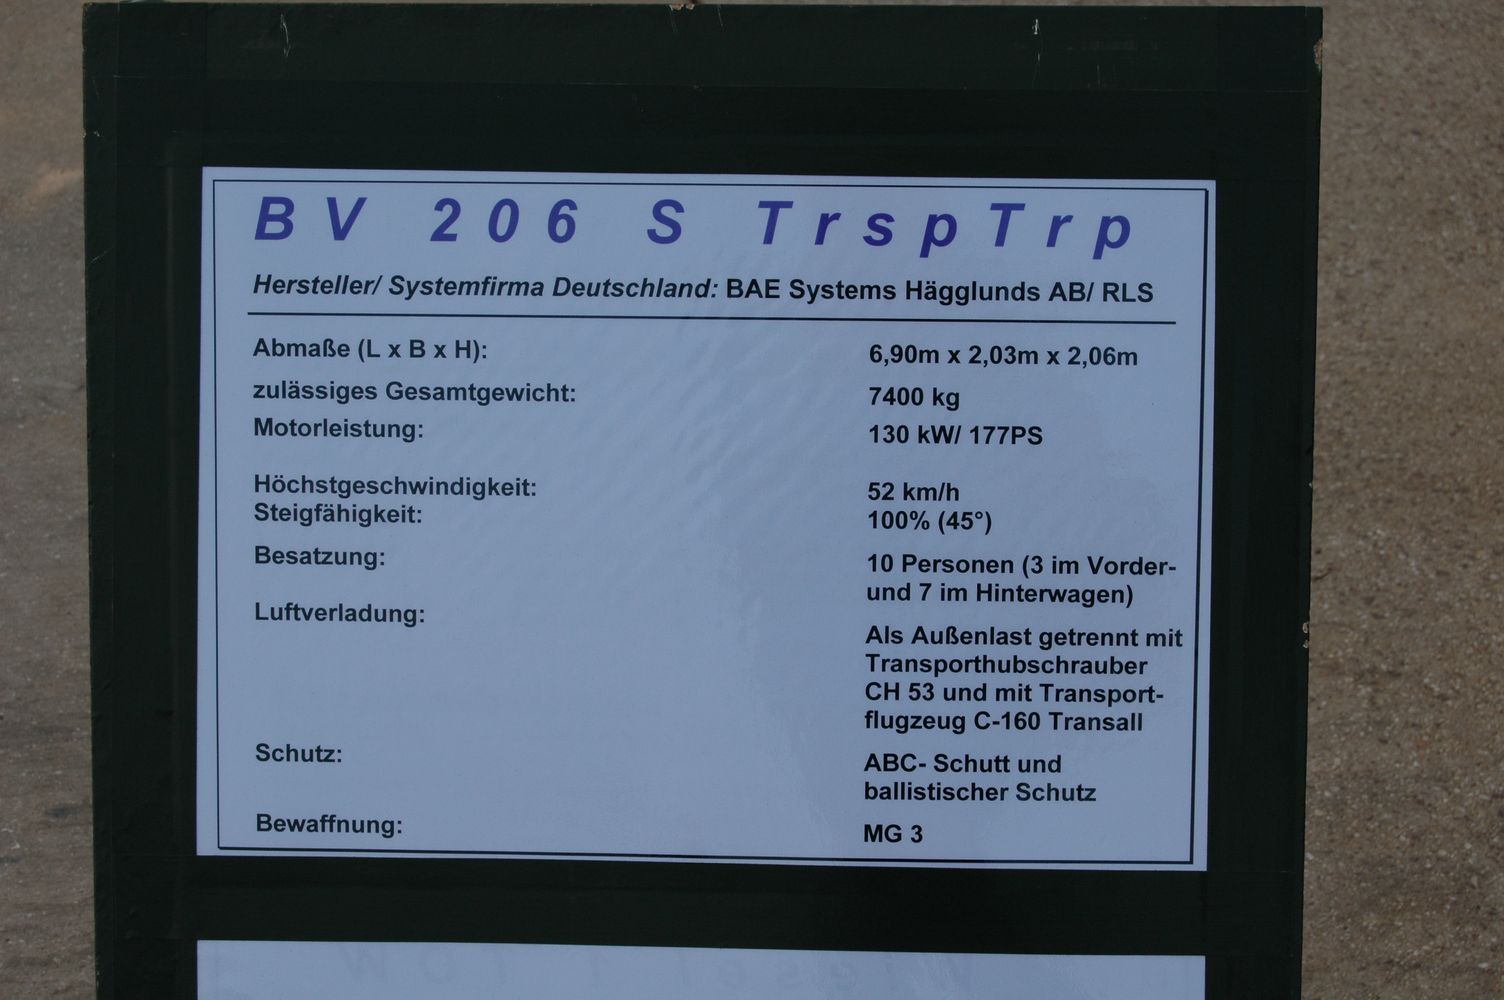 BV 206 S TrspTrp
Hersteller/ Systemfirma Deutschland: BAE Systems Hägglunds AB/ RLS
Abmaße (L x B x H): 6,90m x 2,03m x 2,06m
zulässiges Gesamtgewicht: 7400 kg
Motorleistung: 130 kW/ 177PS
Höchstgeschwindigkeit: 52 km/h
Steigfähigkeit: 100% (45°)
Besatzung: 10 Personen (3 im Vorder-
und 7 im Hinterwagen)
Luftverladung:
Als Außenlast getrennt mit
Transporthubschrauber
CH 53 und mit Transport-
flugzeug C-160 Transall
Schutz: ABC- Schutt und
ballistischer Schutz
Bewaffnung: MG 3